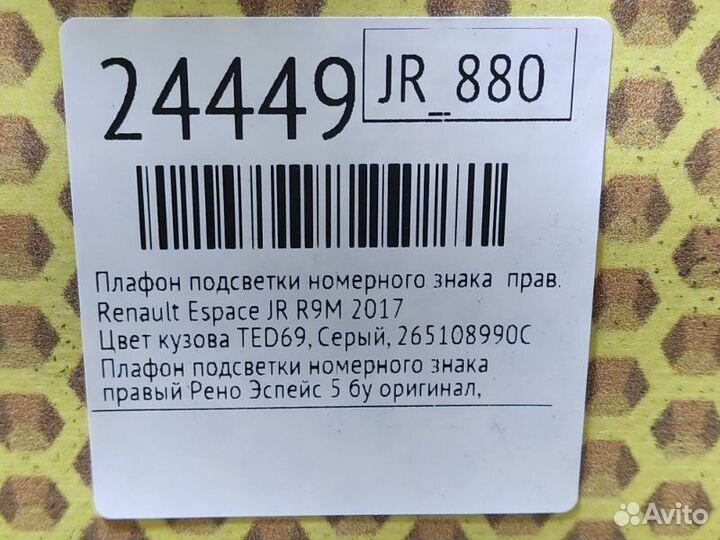 24449
JR_880
Плафон подсветки номерного знака прав.
Renault Espace JR R9M 2017
Цвет кузова TED69, Серый, 265108990C
Плафон подсветки номерного знака
правый Рено Эспейс 5 бу оригинал,
Avito